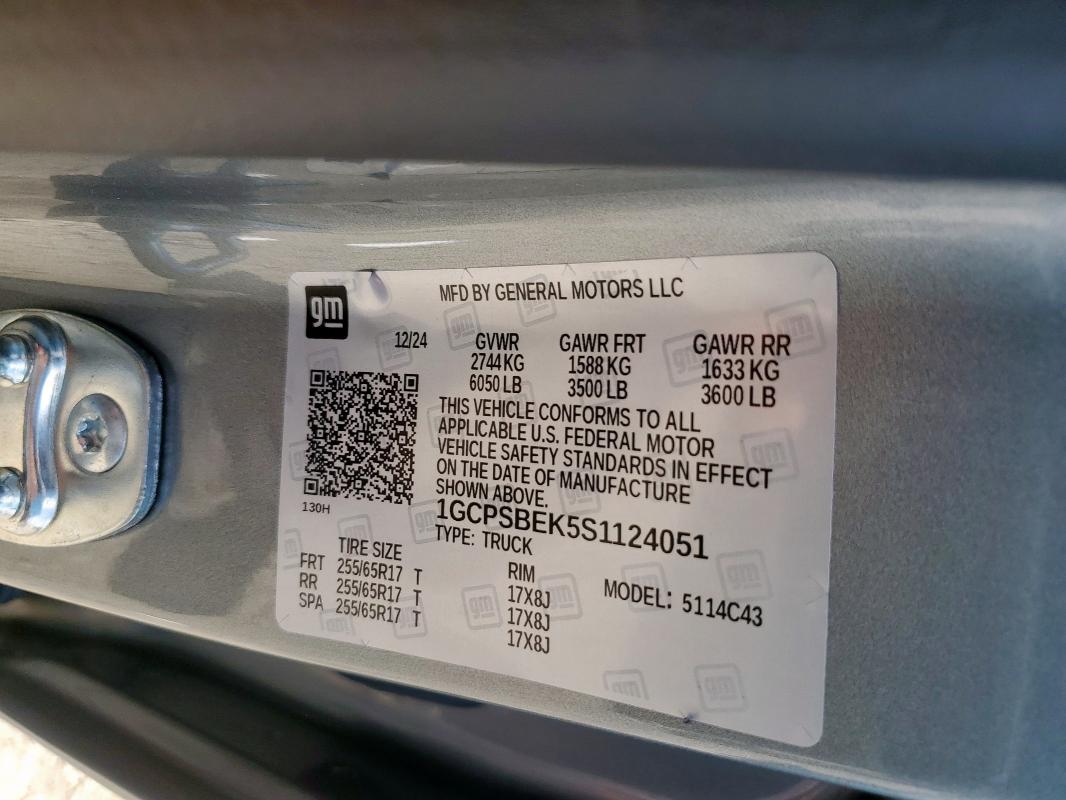 gm
MFD BY GENERAL MOTORS LLC
12/24 GVWR GAWR FRT GAWR RR
2744 KG 1588 KG 1633 KG
6050 LB 3500 LB 3600 LB
THIS VEHICLE CONFORMS TO ALL
APPLICABLE U.S. FEDERAL MOTOR
VEHICLE SAFETY STANDARDS IN EFFECT
ON THE DATE OF MANUFACTURE
SHOWN ABOVE.
130H
1GCPSBEK5S1124051
TYPE: TRUCK
TIRE SIZE RIM
FRT 255/65R17 T 17X8J
RR 255/65R17 T 17X8J
SPA 255/65R17 T 17X8J
MODEL: 5114C43